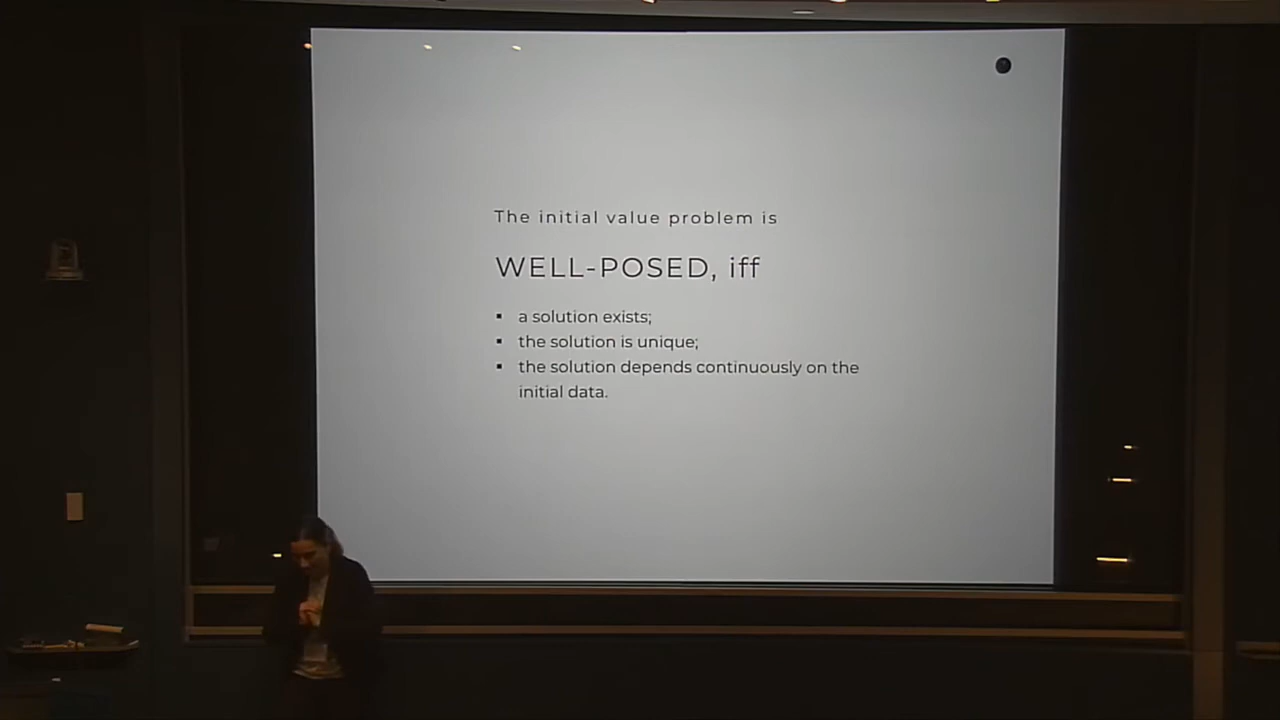 The initial value problem is
WELL-POSED, iff
▪ a solution exists;
▪ the solution is unique;
▪ the solution depends continuously on the
initial data.